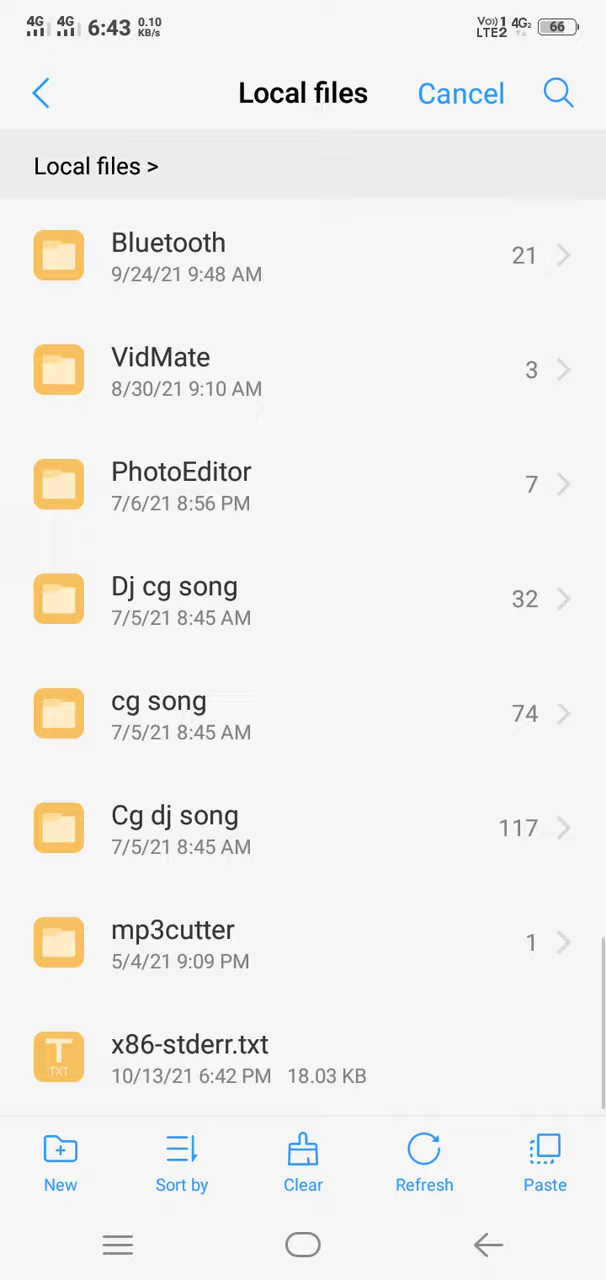 4G 4G 6:43 0.10 KB/s Vo) 1 LTE2 4G2 66
Local files Cancel
Local files >
Bluetooth 21
9/24/21 9:48 AM
VidMate 3
8/30/21 9:10 AM
PhotoEditor 7
7/6/21 8:56 PM
Dj cg song 32
7/5/21 8:45 AM
cg song 74
7/5/21 8:45 AM
Cg dj song 117
7/5/21 8:45 AM
mp3cutter 1
5/4/21 9:09 PM
T TXT
x86-stderr.txt
10/13/21 6:42 PM 18.03 KB
New Sort by Clear Refresh Paste